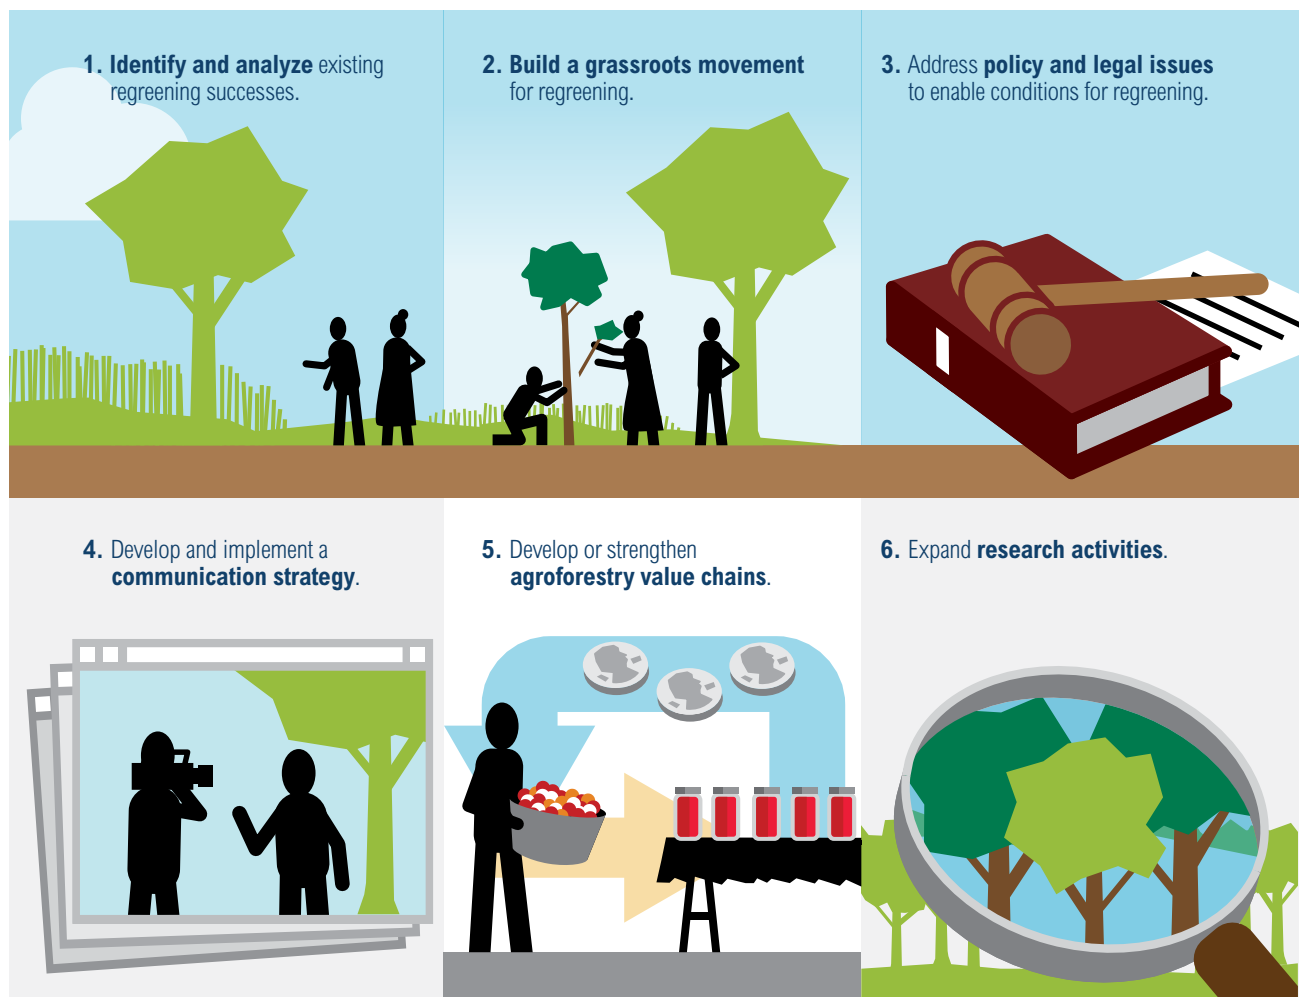 1. Identify and analyze existing
regreening successes.
2. Build a grassroots movement
for regreening.
3. Address policy and legal issues
to enable conditions for regreening.
4. Develop and implement a
communication strategy.
5. Develop or strengthen
agroforestry value chains.
6. Expand research activities.